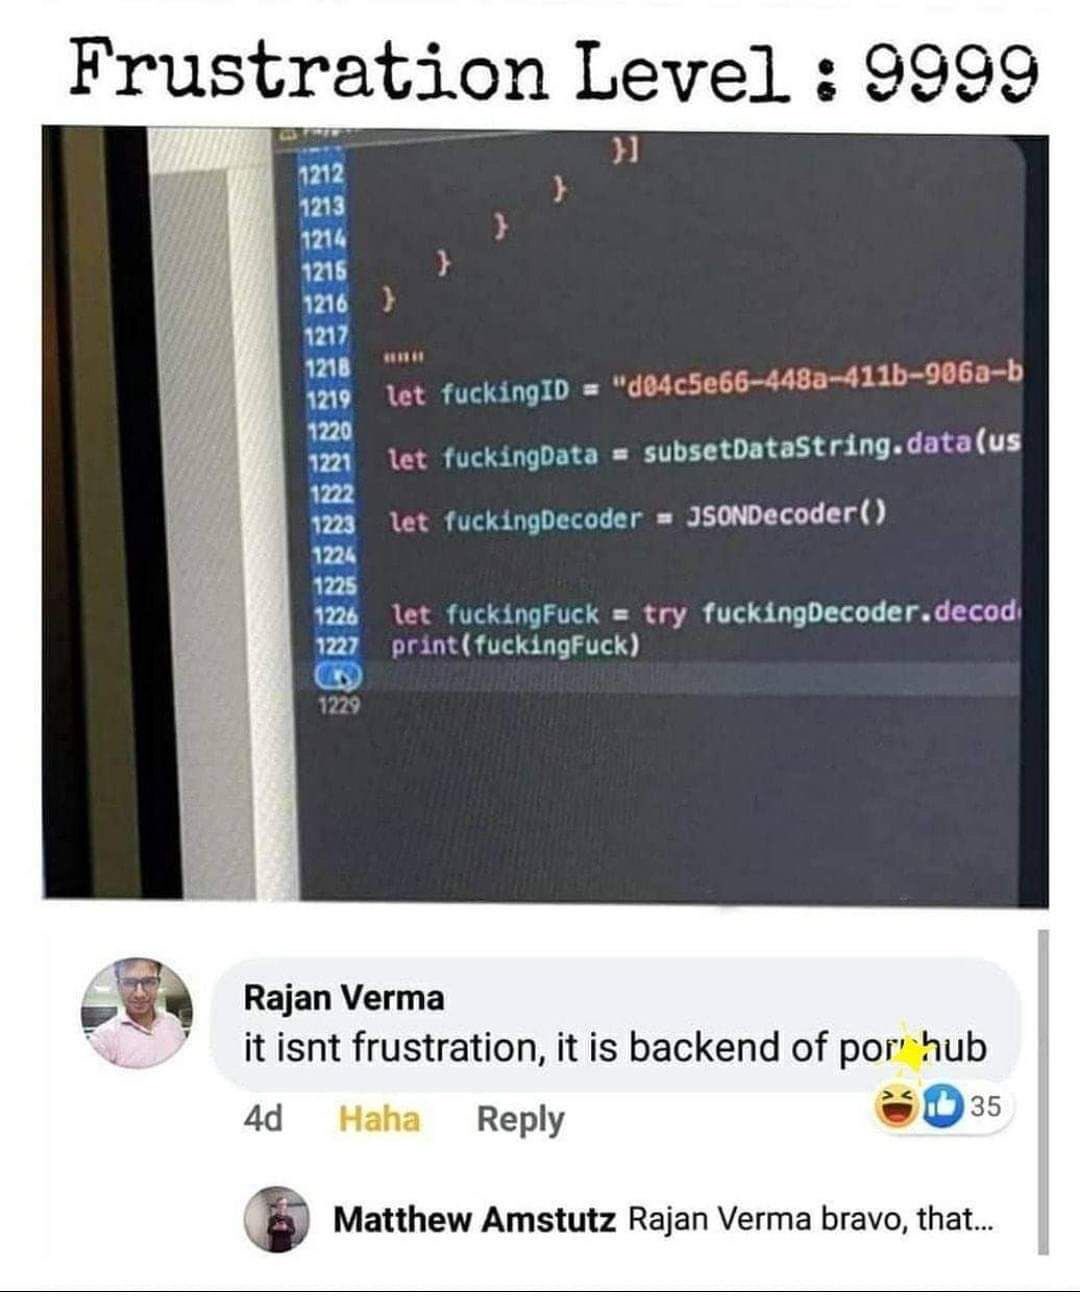 Frustration Level : 9999
1212 }]
1213 }
1214 }
1215 }
1216 }
1217
1218 """
1219 let fuckingID = "d04c5e66-448a-411b-906a-b
1220
1221 let fuckingData = subsetDataString.data(us
1222
1223 let fuckingDecoder = JSONDecoder()
1224
1225
1226 let fuckingFuck = try fuckingDecoder.decod
1227 print(fuckingFuck)
1229
Rajan Verma
it isnt frustration, it is backend of por hub
4d Haha Reply 35
Matthew Amstutz Rajan Verma bravo, that...